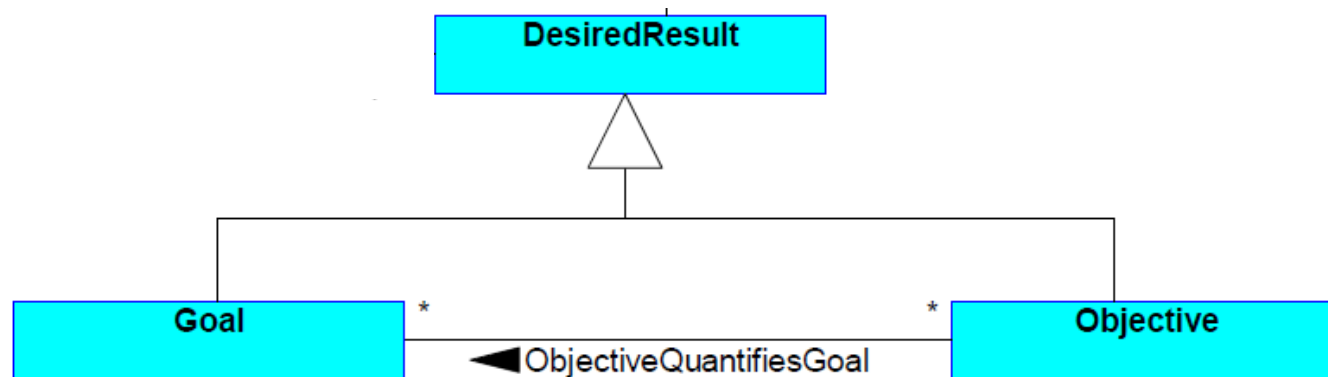 DesiredResult
Goal
*
*
Objective
ObjectiveQuantifiesGoal